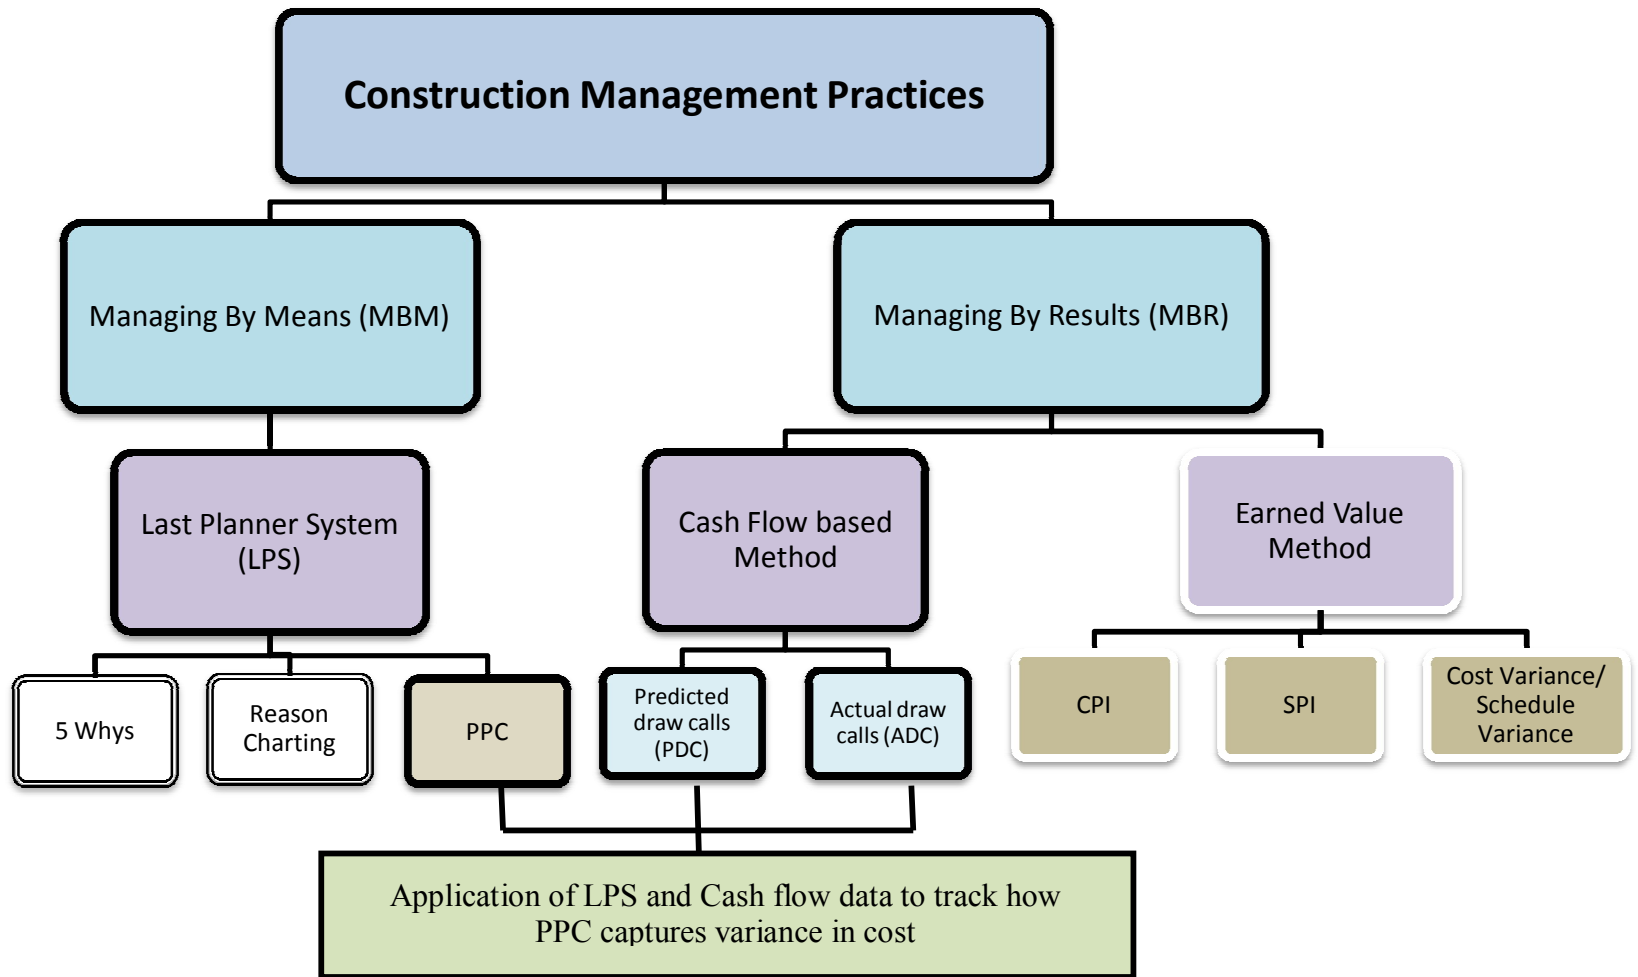 Construction Management Practices
Managing By Means (MBM)
Managing By Results (MBR)
Last Planner System
(LPS)
Cash Flow based
Method
Earned Value
Method
5 Whys
Reason
Charting
PPC
Predicted
draw calls
(PDC)
Actual draw
calls (ADC)
CPI
SPI
Cost Variance/
Schedule
Variance
Application of LPS and Cash flow data to track how
PPC captures variance in cost